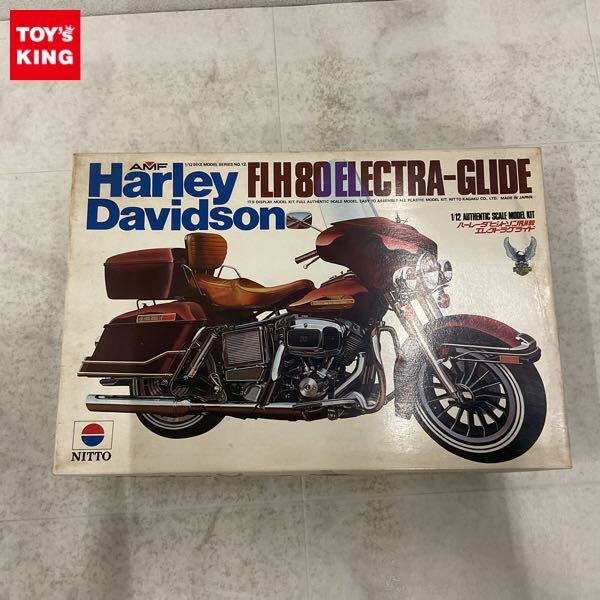 TOY's
KING
AMF
1/12 BIKE MODEL SERIES NO.12.
Harley
Davidson
FLH80 ELECTRA-GLIDE
IT'S DISPLAY MODEL KIT, FULL AUTHENTIC SCALE MODEL, EASY TO ASSEMBLY ALL PLASTIC MODEL KIT. NITTO KAGAKU CO., LTD. MADE IN JAPAN.
1/12 AUTHENTIC SCALE MODEL KIT
ハーレーダビットソンFLH80
エレクトラグライド
NITTO